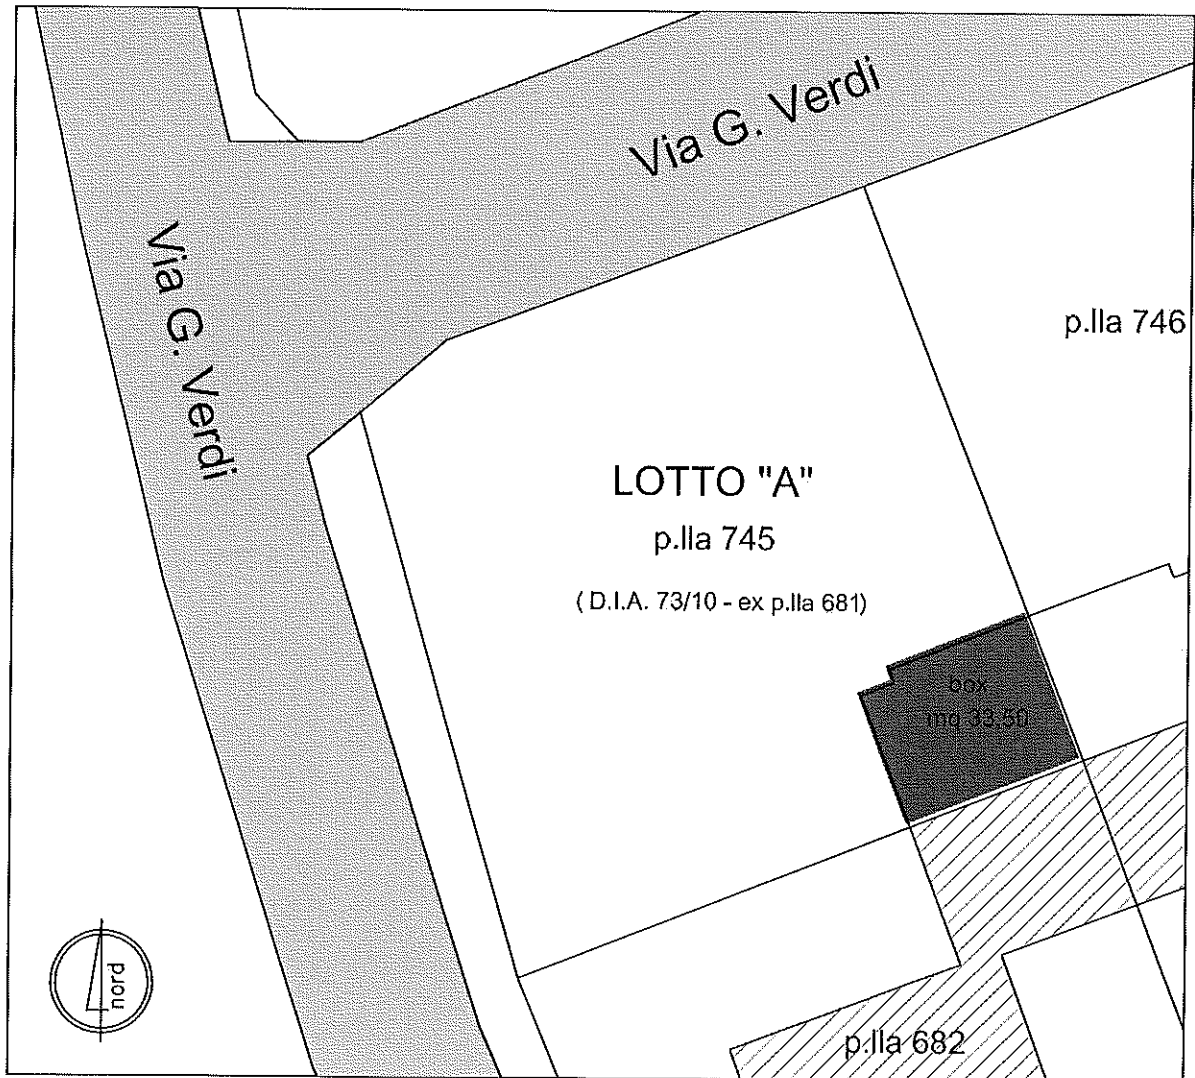 Via G. Verdi
Via G. Verdi
p.lla 746
LOTTO "A"
p.lla 745
( D.I.A. 73/10 - ex p.lla 681)
box
mq 33,50
nord
p.lla 682